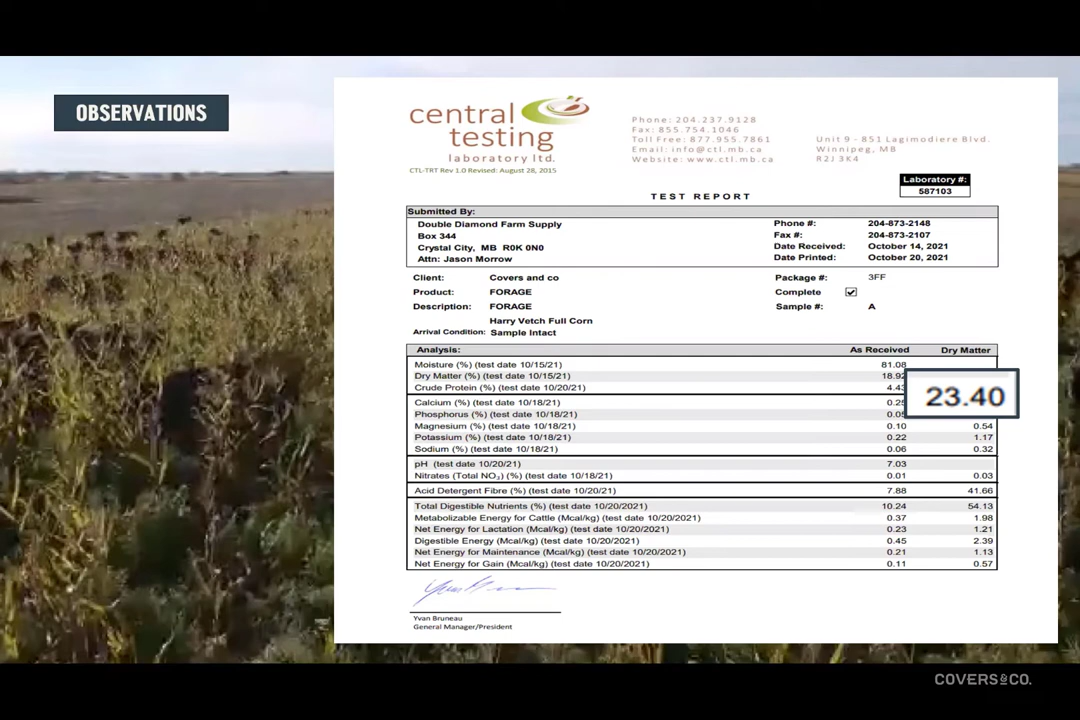 OBSERVATIONS
central
testing
laboratory ltd.
CTL-TRT Rev 1.0 Revised: August 28, 2015
Phone: 204.237.9128
Fax: 855.754.1046
Toll Free: 877.955.7861
Email: info@ctl.mb.ca
Website: www.ctl.mb.ca
Unit 9 - 851 Lagimodiere Blvd.
Winnipeg, MB
R2J 3K4
Laboratory #:
587103
TEST REPORT
Submitted By:
Double Diamond Farm Supply
Box 344
Crystal City, MB R0K 0N0
Attn: Jason Morrow
Phone #: 204-873-2148
Fax #: 204-873-2107
Date Received: October 14, 2021
Date Printed: October 20, 2021
Client: Covers and co
Product: FORAGE
Description: FORAGE
Harry Vetch Full Corn
Arrival Condition: Sample Intact
Package #: 3FF
Complete
Sample #: A
Analysis: As Received Dry Matter
Moisture (%) (test date 10/15/21) 81.08
Dry Matter (%) (test date 10/15/21) 18.92
Crude Protein (%) (test date 10/20/21) 4.43 23.40
Calcium (%) (test date 10/18/21)
Phosphorus (%) (test date 10/18/21)
Magnesium (%) (test date 10/18/21) 0.10 0.54
Potassium (%) (test date 10/18/21) 0.22 1.17
Sodium (%) (test date 10/18/21) 0.06 0.32
pH (test date 10/20/21) 7.03
Nitrates (Total NO₃) (%) (test date 10/18/21) 0.01 0.03
Acid Detergent Fibre (%) (test date 10/20/21) 7.88 41.66
Total Digestible Nutrients (%) (test date 10/20/2021) 10.24 54.13
Metabolizable Energy for Cattle (Mcal/kg) (test date 10/20/2021) 0.37 1.98
Net Energy for Lactation (Mcal/kg) (test date 10/20/2021) 0.23 1.21
Digestible Energy (Mcal/kg) (test date 10/20/2021) 0.45 2.39
Net Energy for Maintenance (Mcal/kg) (test date 10/20/2021) 0.21 1.13
Net Energy for Gain (Mcal/kg) (test date 10/20/2021) 0.11 0.57
Yvan Bruneau
General Manager/President
COVERS&CO.